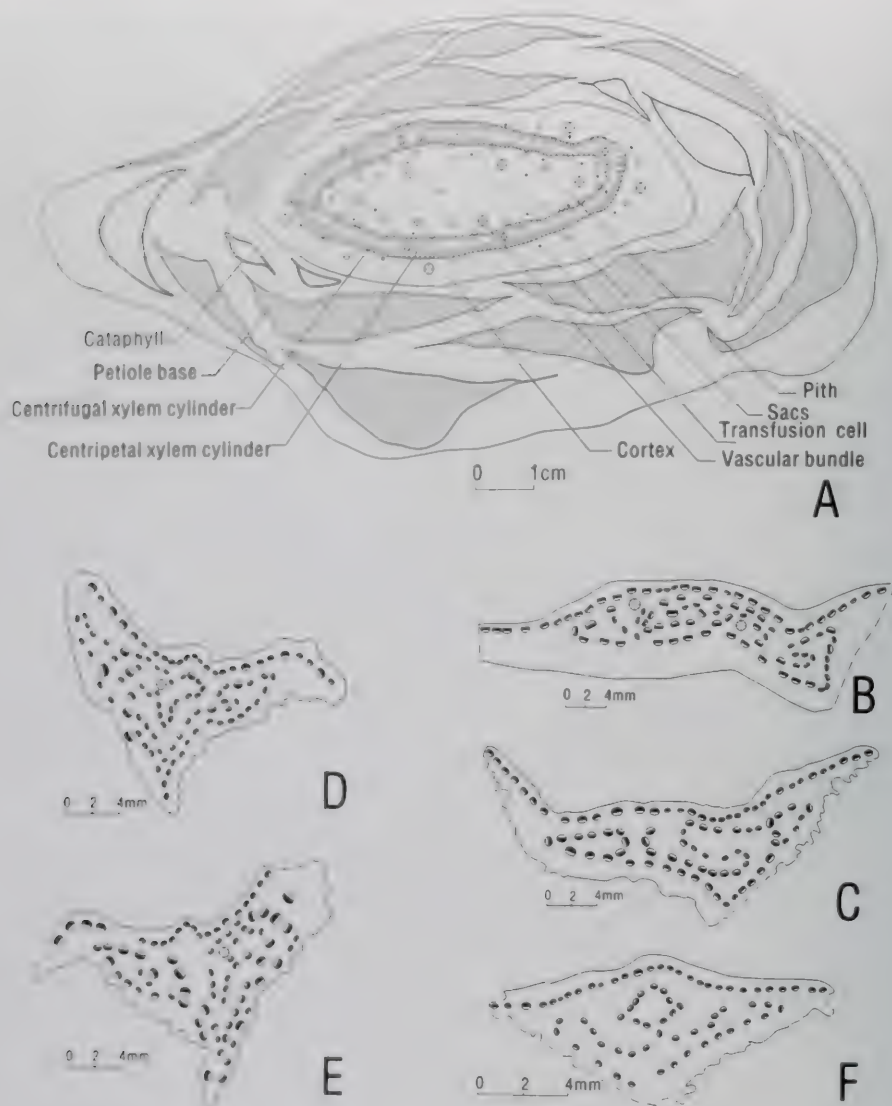 Cataphyll
Petiole base
Centrifugal xylem cylinder
Centripetal xylem cylinder
Pith
Sacs
Transfusion cell
Cortex
Vascular bundle
0 1cm
A
0 2 4mm
B
0 2 4mm
D
0 2 4mm
C
0 2 4mm
E
0 2 4mm
F